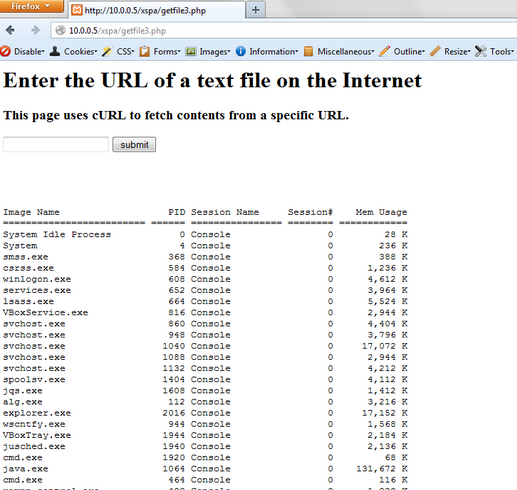 Firefox
http://10.0.0.5/xspa/getfile3.php
10.0.0.5/xspa/getfile3.php
Disable Cookies CSS Forms Images Information Miscellaneous Outline Resize Tools
Enter the URL of a text file on the Internet
This page uses cURL to fetch contents from a specific URL.
submit
Image Name PID Session Name Session# Mem Usage
========================= ====== ================ ======== ============
System Idle Process 0 Console 0 28 K
System 4 Console 0 236 K
smss.exe 368 Console 0 388 K
csrss.exe 584 Console 0 1,236 K
winlogon.exe 608 Console 0 4,612 K
services.exe 652 Console 0 3,964 K
lsass.exe 664 Console 0 5,524 K
VBoxService.exe 816 Console 0 2,944 K
svchost.exe 860 Console 0 4,404 K
svchost.exe 948 Console 0 3,796 K
svchost.exe 1040 Console 0 17,072 K
svchost.exe 1088 Console 0 2,944 K
svchost.exe 1132 Console 0 4,212 K
spoolsv.exe 1404 Console 0 4,112 K
jqs.exe 1608 Console 0 1,412 K
alg.exe 112 Console 0 3,216 K
explorer.exe 2016 Console 0 17,152 K
wscntfy.exe 944 Console 0 1,568 K
VBoxTray.exe 1944 Console 0 2,184 K
jusched.exe 1940 Console 0 2,136 K
cmd.exe 1920 Console 0 68 K
java.exe 1064 Console 0 131,672 K
cmd.exe 464 Console 0 116 K